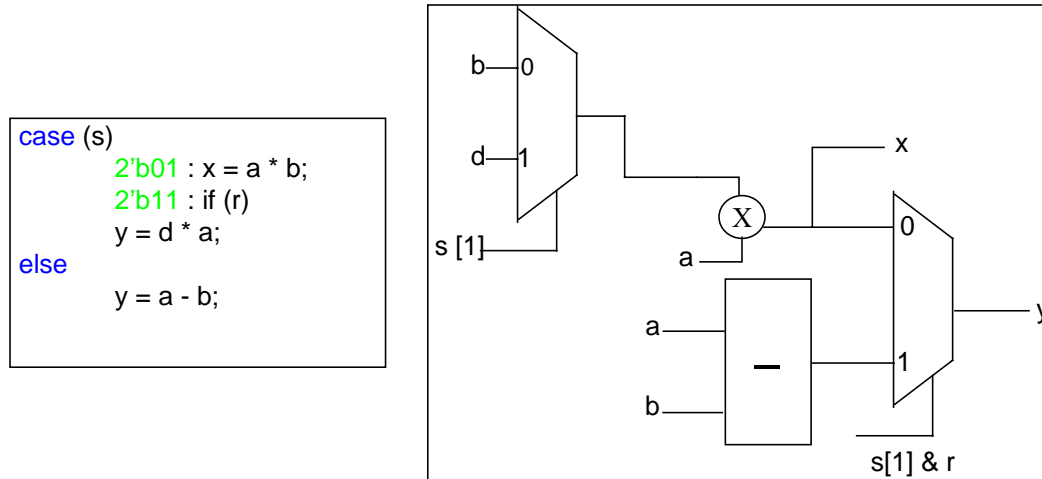 case (s)
2'b01 : x = a * b;
2'b11 : if (r)
y = d * a;
else
y = a - b;
b
0
d
1
s [1]
x
X
a
0
a
−
b
1
y
s[1] & r